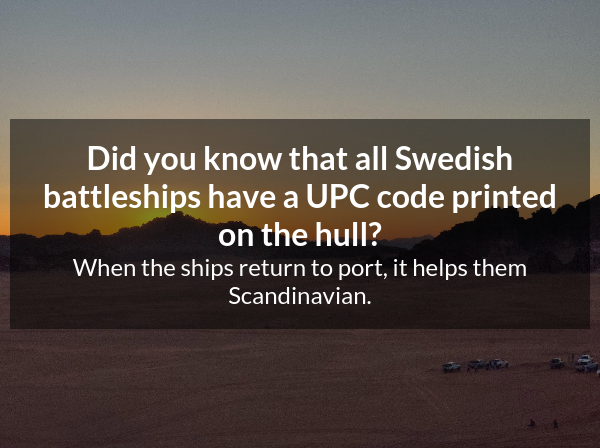 Did you know that all Swedish
battleships have a UPC code printed
on the hull?
When the ships return to port, it helps them
Scandinavian.